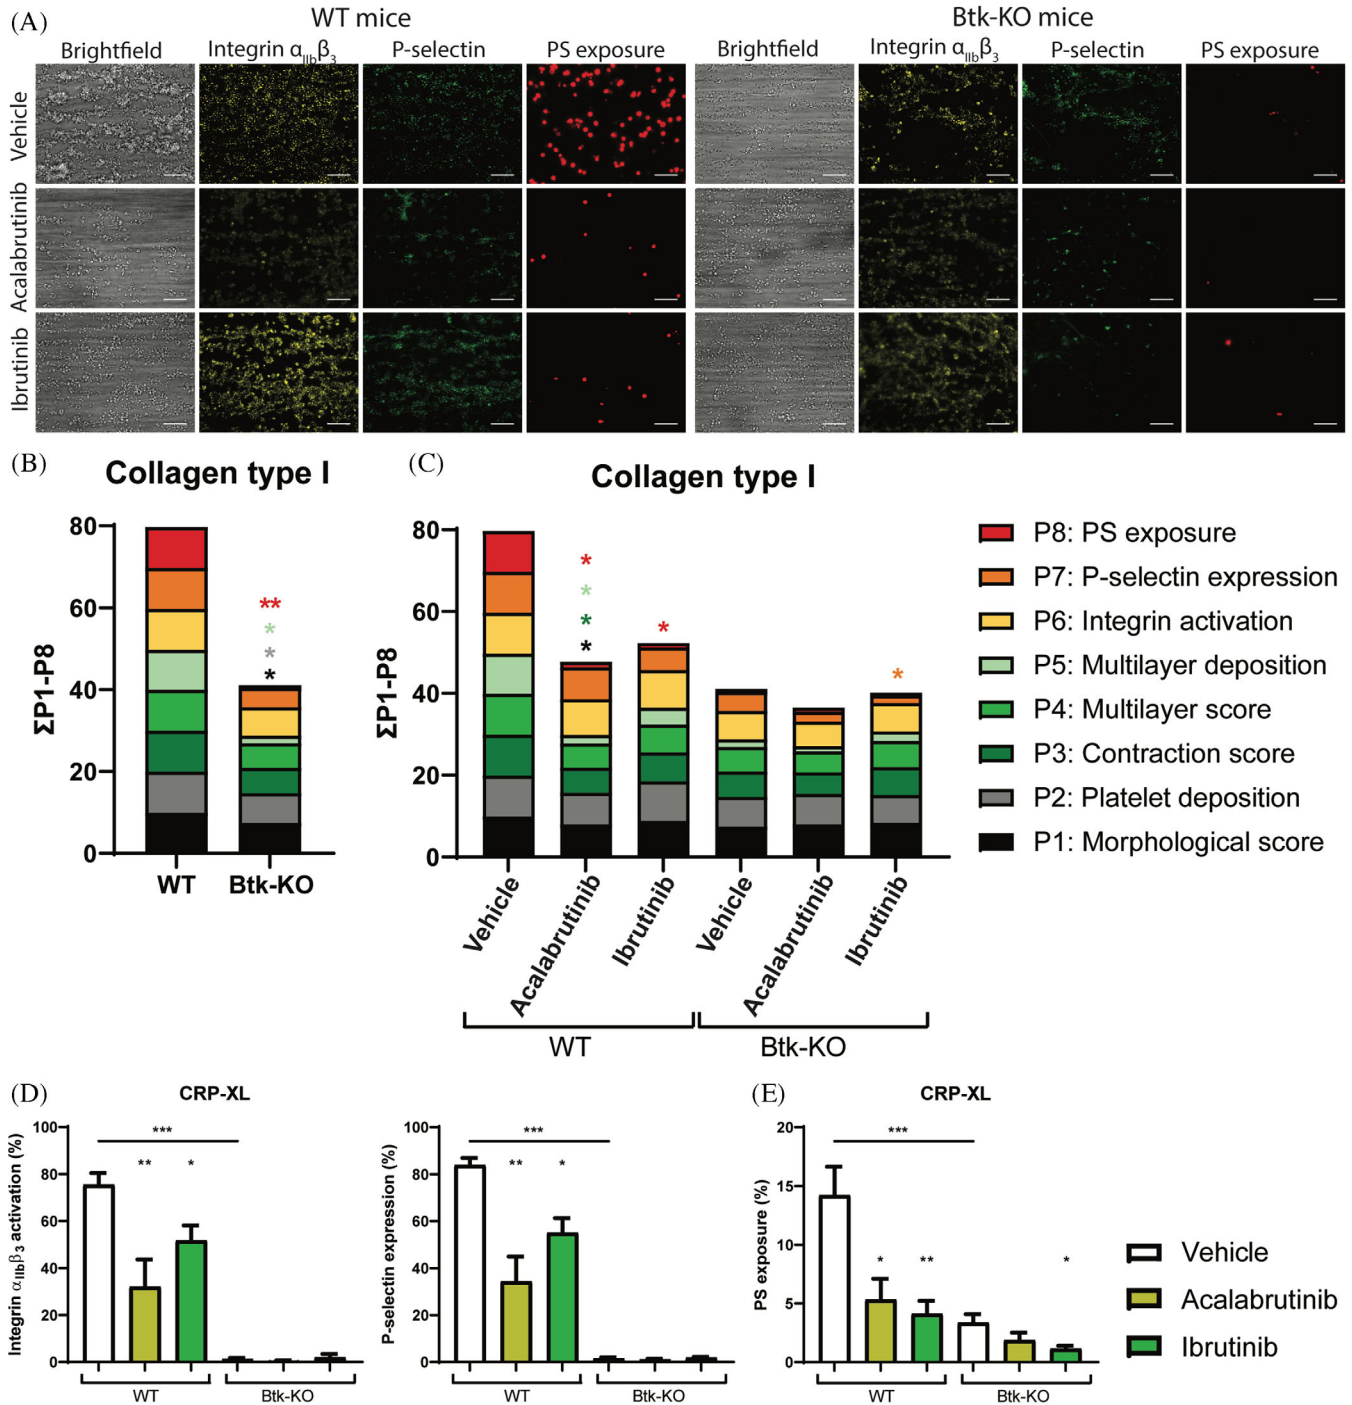 (A)
WT mice
Btk-KO mice
Brightfield
Integrin αIIbβ3
P-selectin
PS exposure
Brightfield
Integrin αIIbβ3
P-selectin
PS exposure
Vehicle
Acalabrutinib
Ibrutinib
(B)
Collagen type I
ΣP1-P8
80
60
40
20
0
**
*
*
*
WT
Btk-KO
(C)
Collagen type I
ΣP1-P8
80
60
40
20
0
*
*
*
*
*
*
Vehicle
Acalabrutinib
Ibrutinib
Vehicle
Acalabrutinib
Ibrutinib
WT
Btk-KO
P8: PS exposure
P7: P-selectin expression
P6: Integrin activation
P5: Multilayer deposition
P4: Multilayer score
P3: Contraction score
P2: Platelet deposition
P1: Morphological score
(D)
CRP-XL
Integrin αIIbβ3 activation (%)
100
80
60
40
20
0
***
**
*
WT
Btk-KO
P-selectin expression (%)
100
80
60
40
20
0
***
**
*
WT
Btk-KO
(E)
CRP-XL
PS exposure (%)
20
15
10
5
0
***
*
**
*
WT
Btk-KO
Vehicle
Acalabrutinib
Ibrutinib